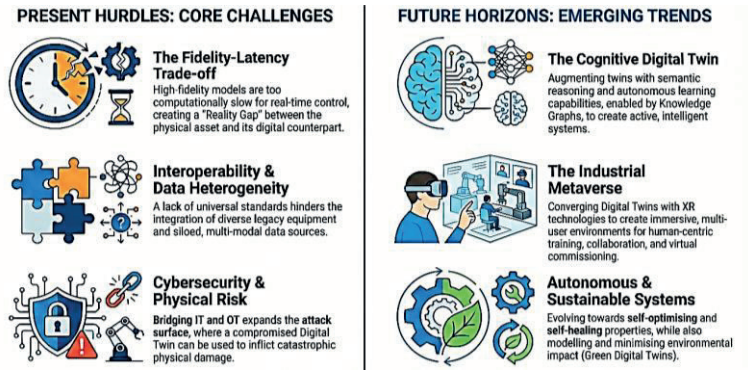 PRESENT HURDLES: CORE CHALLENGES
The Fidelity-Latency
Trade-off
High-fidelity models are too
computationally slow for real-time control,
creating a "Reality Gap" between the
physical asset and its digital counterpart.
Interoperability &
Data Heterogeneity
A lack of universal standards hinders the
integration of diverse legacy equipment
and siloed, multi-modal data sources.
Cybersecurity &
Physical Risk
Bridging IT and OT expands the attack
surface, where a compromised Digital
Twin can be used to inflict catastrophic
physical damage.
FUTURE HORIZONS: EMERGING TRENDS
The Cognitive Digital Twin
Augmenting twins with semantic
reasoning and autonomous learning
capabilities, enabled by Knowledge
Graphs, to create active, intelligent
systems.
The Industrial
Metaverse
Converging Digital Twins with XR
technologies to create immersive, multi-
user environments for human-centric
training, collaboration, and virtual
commissioning.
Autonomous &
Sustainable Systems
Evolving towards self-optimising and
self-healing properties, while also
modelling and minimising environmental
impact (Green Digital Twins).